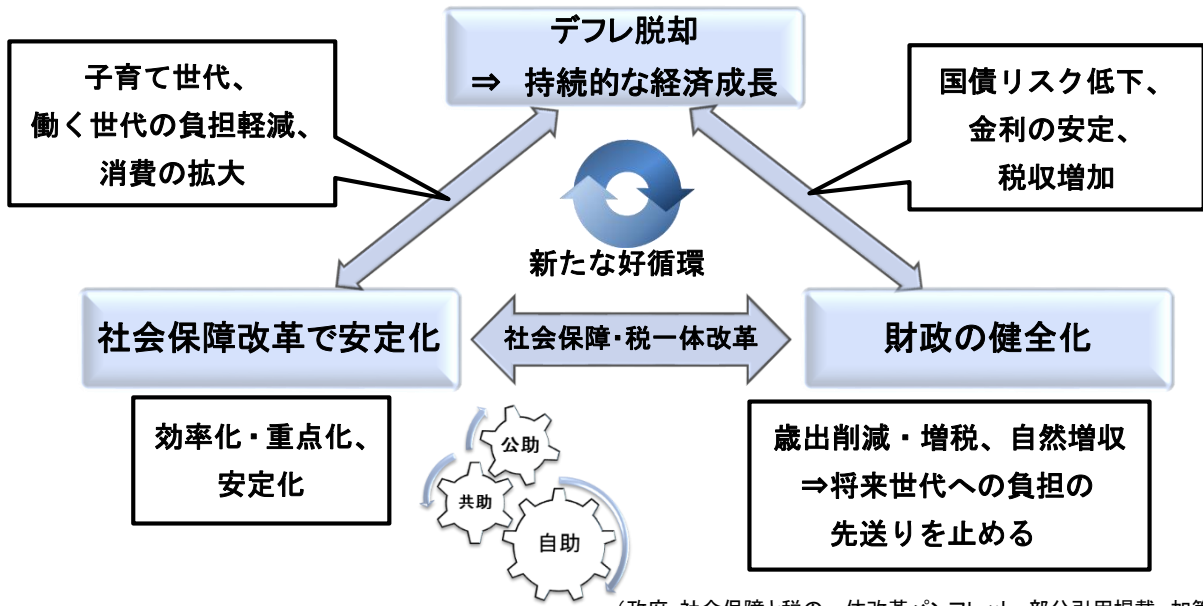 デフレ脱却
⇒ 持続的な経済成長
子育て世代、
働く世代の負担軽減、
消費の拡大
国債リスク低下、
金利の安定、
税収増加
新たな好循環
社会保障改革で安定化
社会保障・税一体改革
財政の健全化
効率化・重点化、
安定化
公助
共助
自助
歳出削減・増税、自然増収
⇒将来世代への負担の
先送りを止める